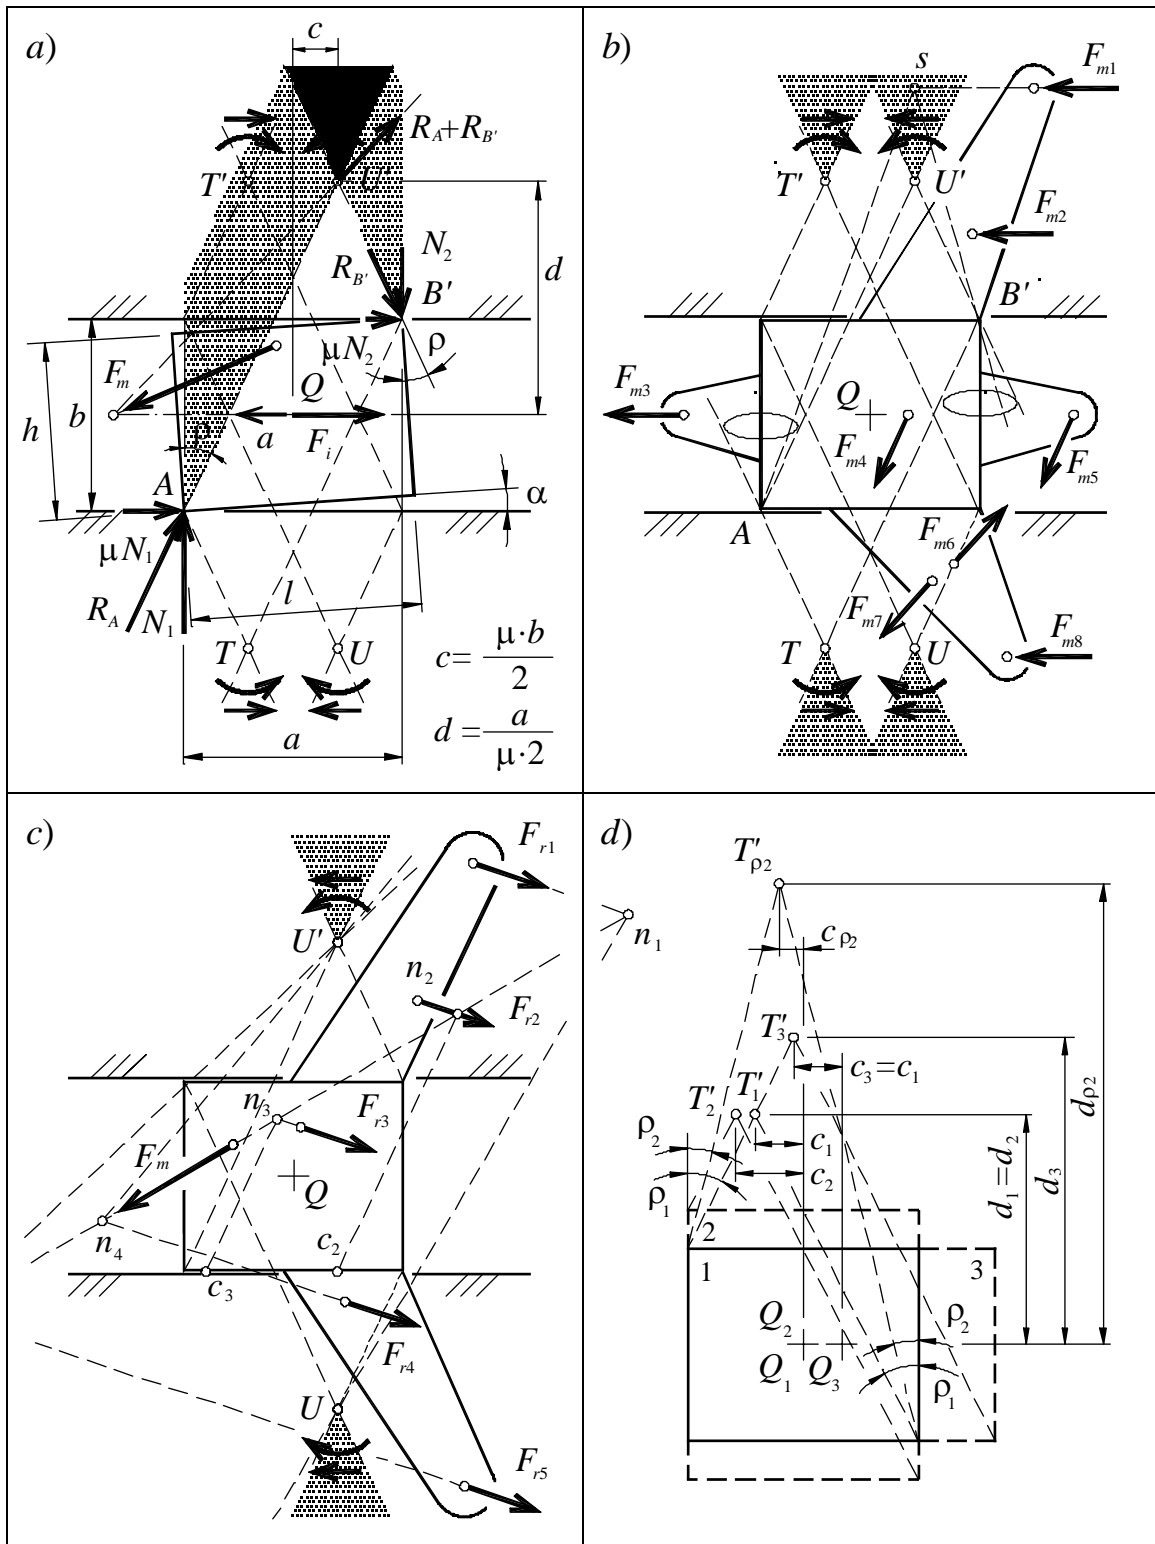 a)
c
T'
U'
R_A+R_B'
N_2
R_B'
B'
d
μN_2
ρ
F_m
Q
h
b
a
F_i
ρ
A
α
μN_1
R_A
N_1
l
T
U
c= μ·b/2
d= a/μ·2
a
b)
s
F_m1
T'
U'
F_m2
B'
F_m3
Q
F_m4
F_m5
A
F_m6
F_m7
F_m8
T
U
c)
F_r1
U'
n_2
F_r2
n_3
F_r3
F_m
Q
n_4
c_2
c_3
F_r4
U
F_r5
d)
T'_ρ2
n_1
c_ρ2
T'_3
c_3=c_1
d_ρ2
T'_2
T'_1
ρ_2
c_1
c_2
d_1=d_2
d_3
ρ_1
2
1
3
Q_2
ρ_2
Q_1
Q_3
ρ_1